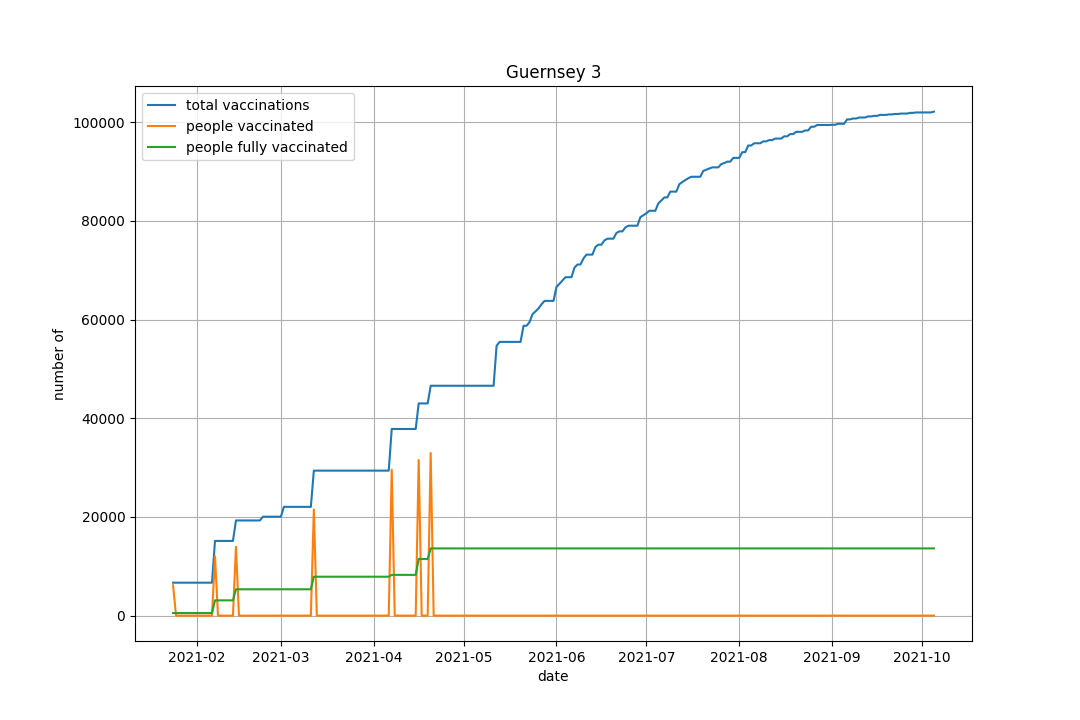 Guernsey 3
total vaccinations
people vaccinated
people fully vaccinated
number of
100000
80000
60000
40000
20000
0
2021-02 2021-03 2021-04 2021-05 2021-06 2021-07 2021-08 2021-09 2021-10
date